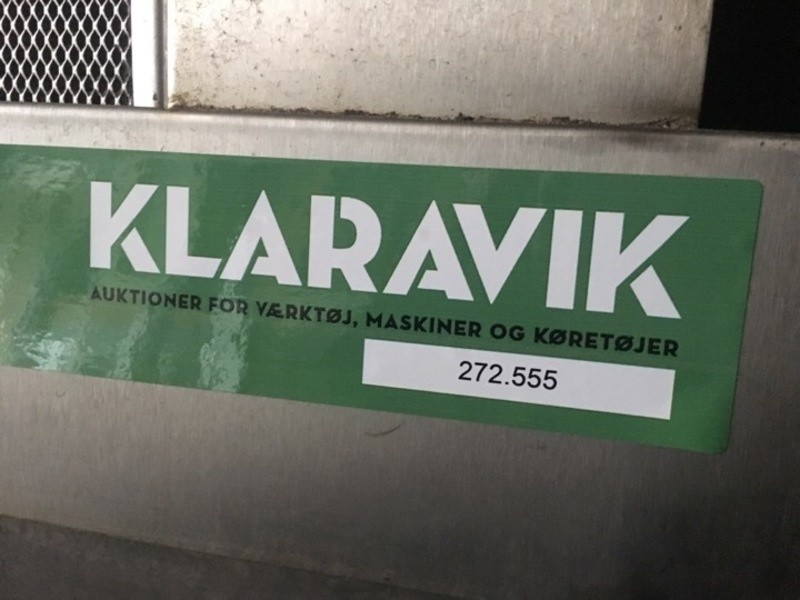 KLARAVIK
AUKTIONER FOR VÆRKTØJ, MASKINER OG KØRETØJER
272.555